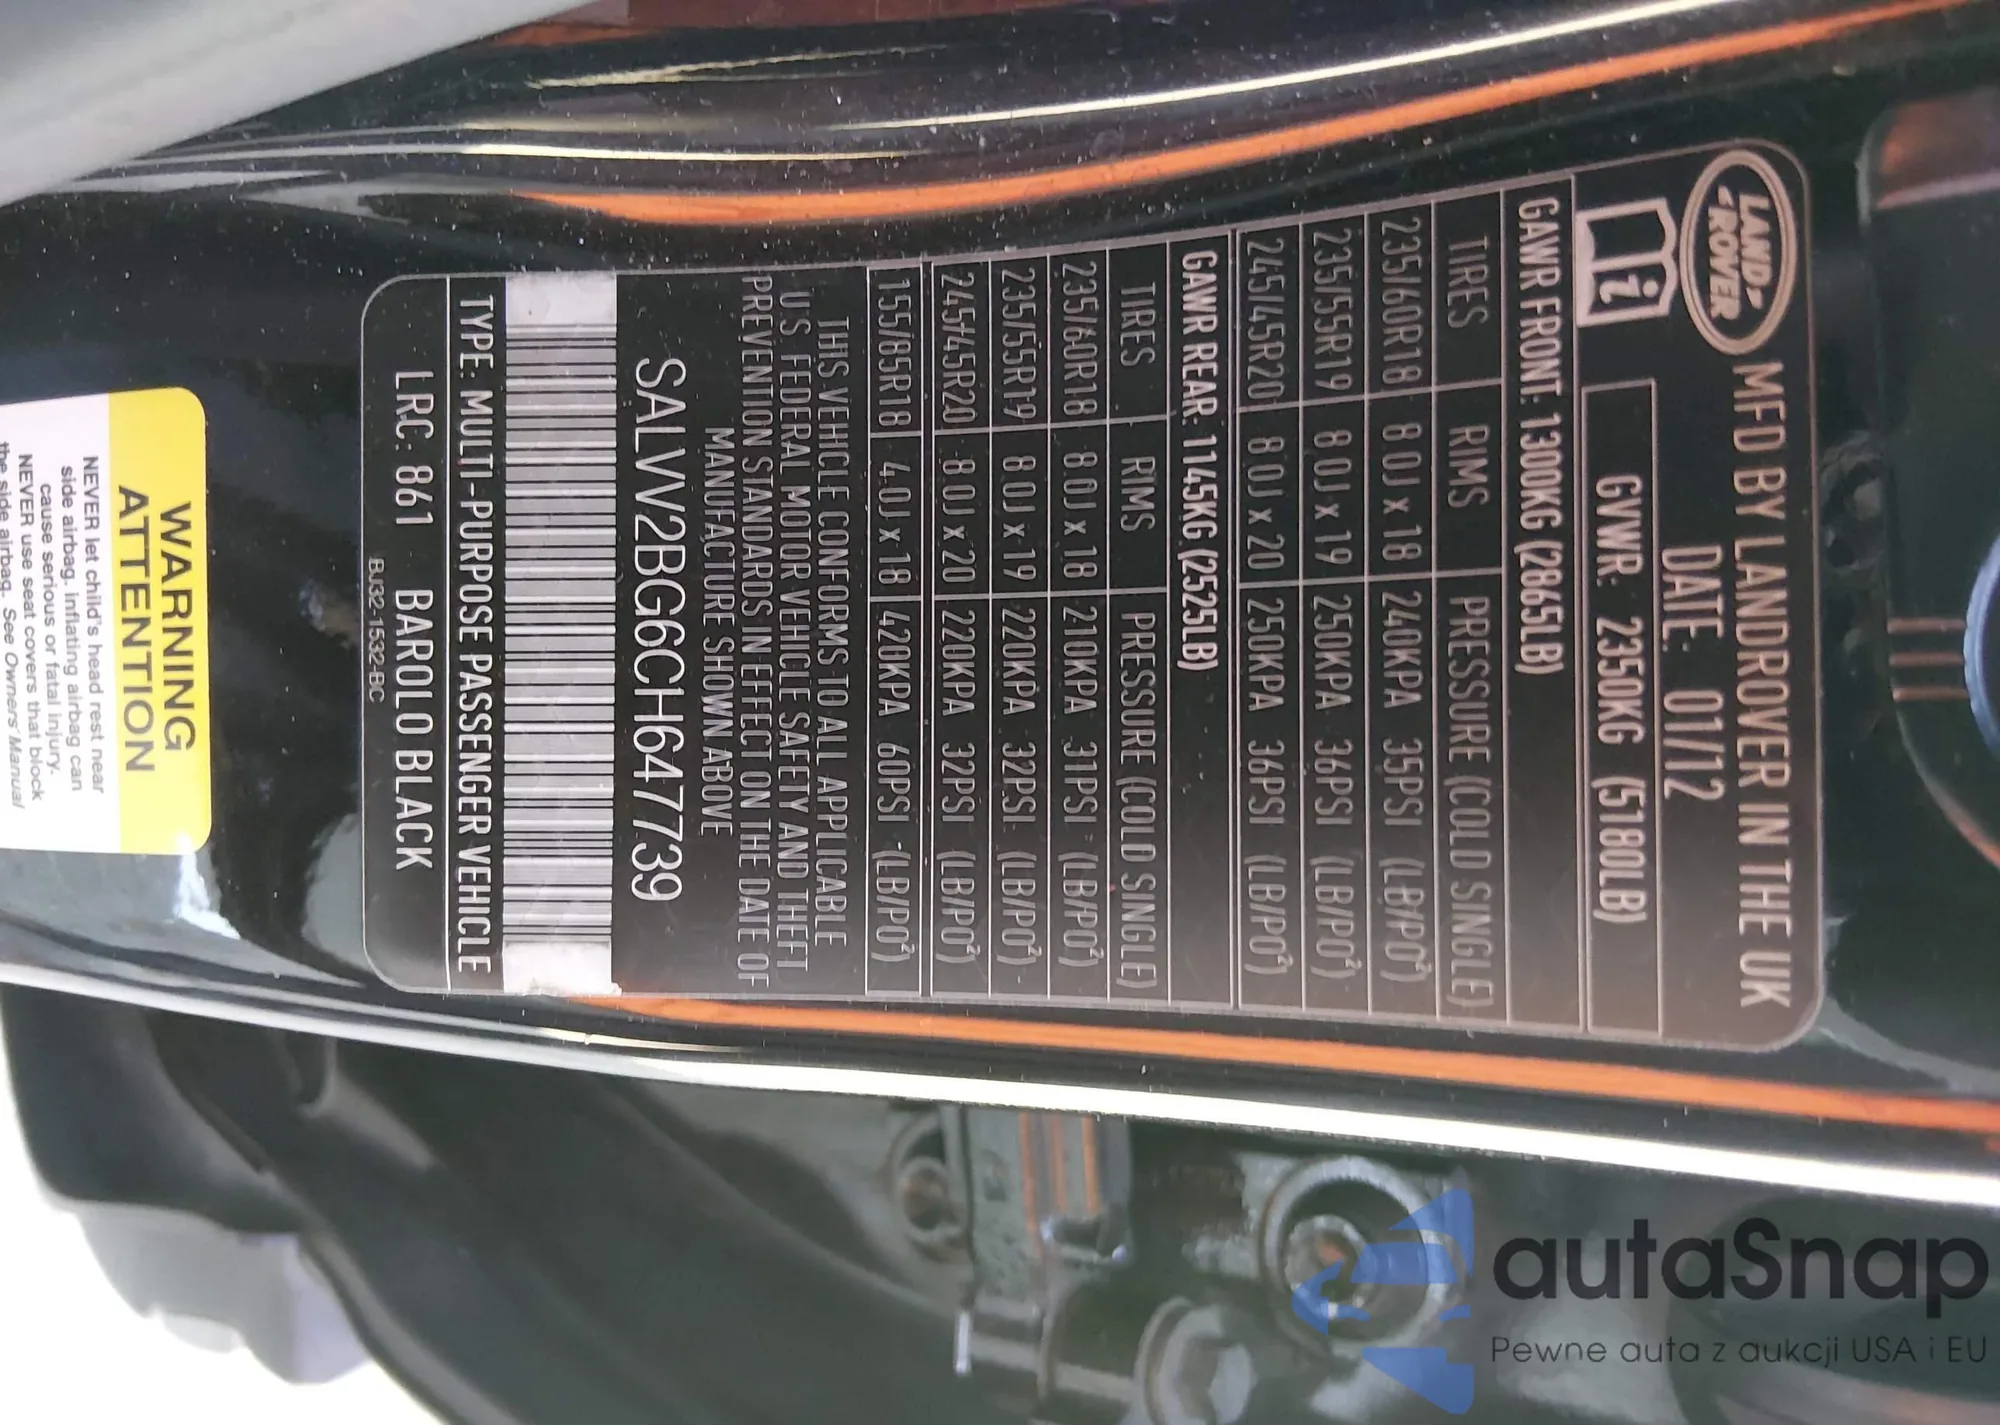 LAND-
-ROVER
MFD BY LANDROVER IN THE UK
i
DATE: 01/12
GVWR: 2350KG (5180LB)
GAWR FRONT: 1300KG (2865LB)
TIRES RIMS PRESSURE (COLD SINGLE)
235/60R18 8.0J x 18 240KPA 35PSI (LB/PO²)
235/55R19 8.0J x 19 250KPA 36PSI (LB/PO²)
245/45R20 8.0J x 20 250KPA 36PSI (LB/PO²)
GAWR REAR: 1145KG (2525LB)
TIRES RIMS PRESSURE (COLD SINGLE)
235/60R18 8.0J x 18 210KPA 31PSI (LB/PO²)
235/55R19 8.0J x 19 220KPA 32PSI (LB/PO²)
245/45R20 8.0J x 20 220KPA 32PSI (LB/PO²)
155/85R18 4.0J x 18 420KPA 60PSI (LB/PO²)
THIS VEHICLE CONFORMS TO ALL APPLICABLE
U.S. FEDERAL MOTOR VEHICLE SAFETY AND THEFT
PREVENTION STANDARDS IN EFFECT ON THE DATE OF
MANUFACTURE SHOWN ABOVE
SALVV2BG6CH647739
TYPE: MULTI-PURPOSE PASSENGER VEHICLE
LRC: 861 BAROLO BLACK
BJ32-1532-BC
WARNING
ATTENTION
NEVER let child's head rest near
side airbag, inflating airbag can
cause serious or fatal injury.
NEVER use seat covers that block
the side airbag. See Owners' Manual
autaSnap
Pewne auta z aukcji USA i EU